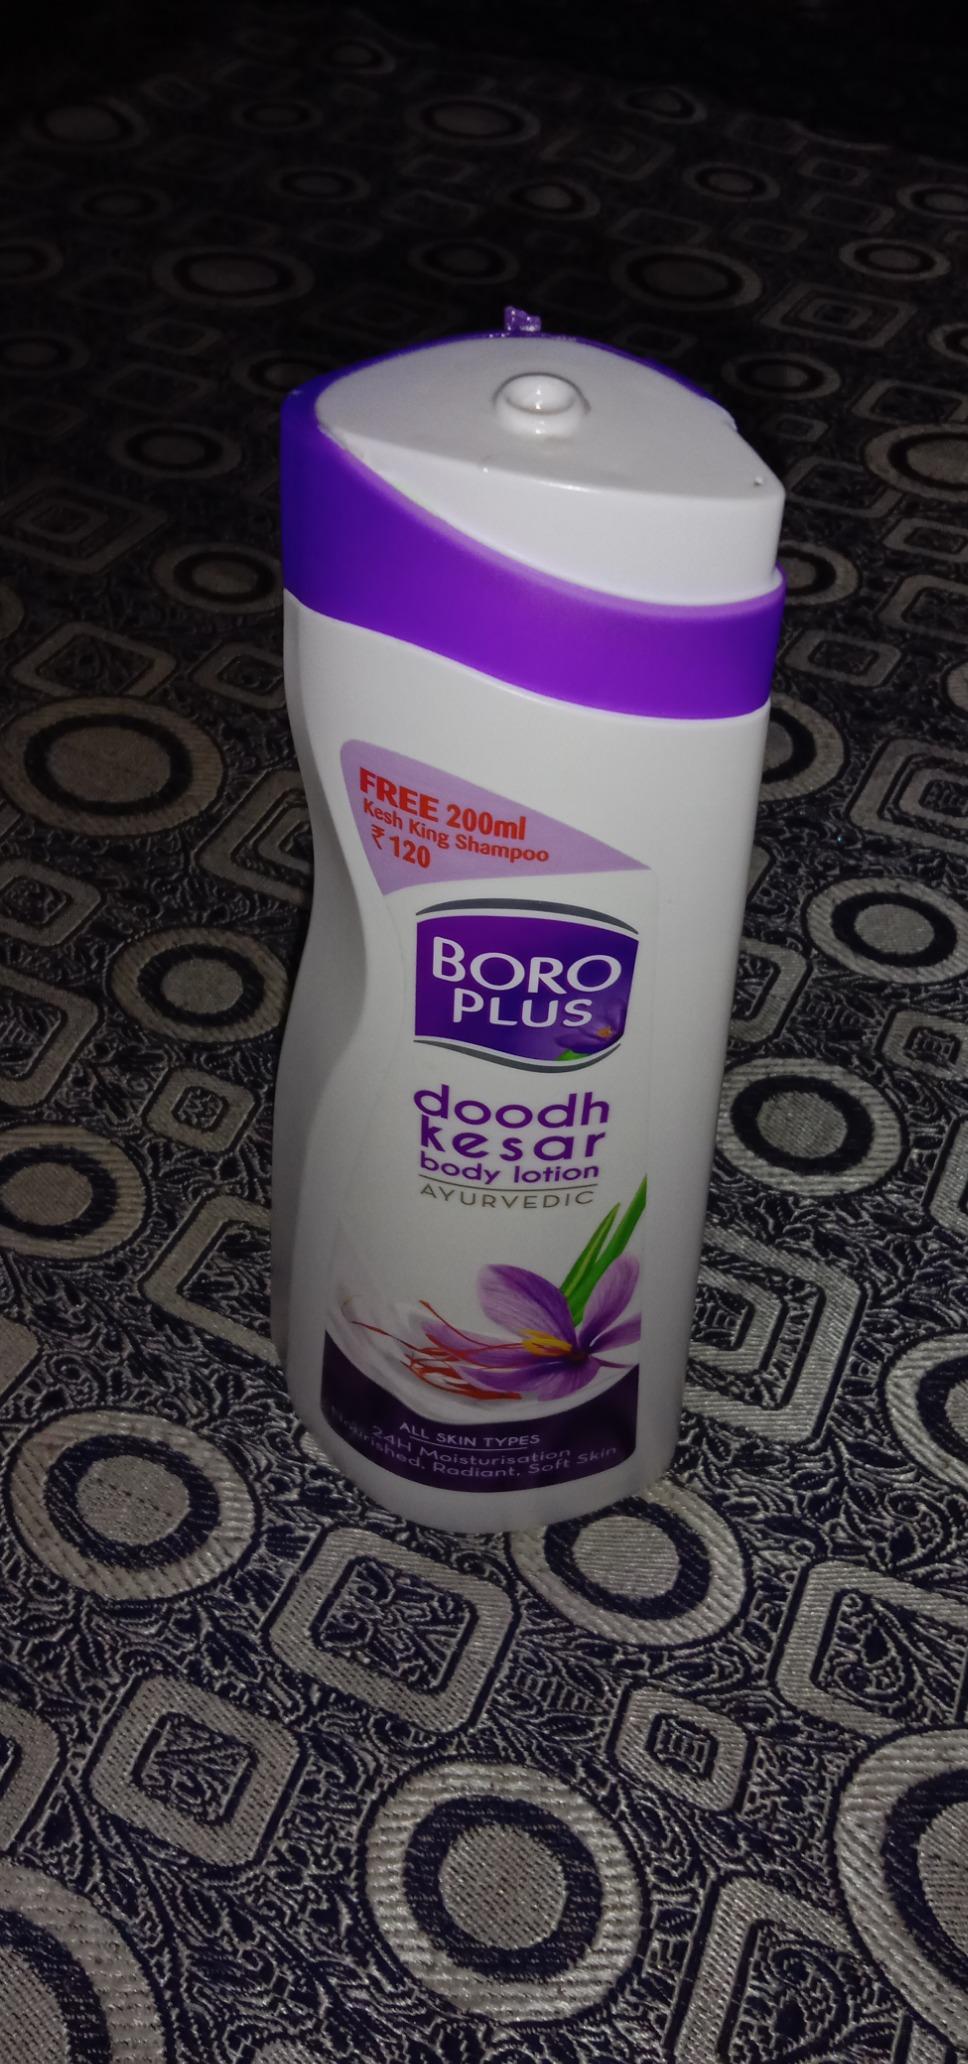 FREE 200ml
Kesh King Shampoo
₹120
BORO
PLUS
doodh
kesar
body lotion
AYURVEDIC
ALL SKIN TYPES
24H Moisturisation
Nourished, Radiant, Soft Skin